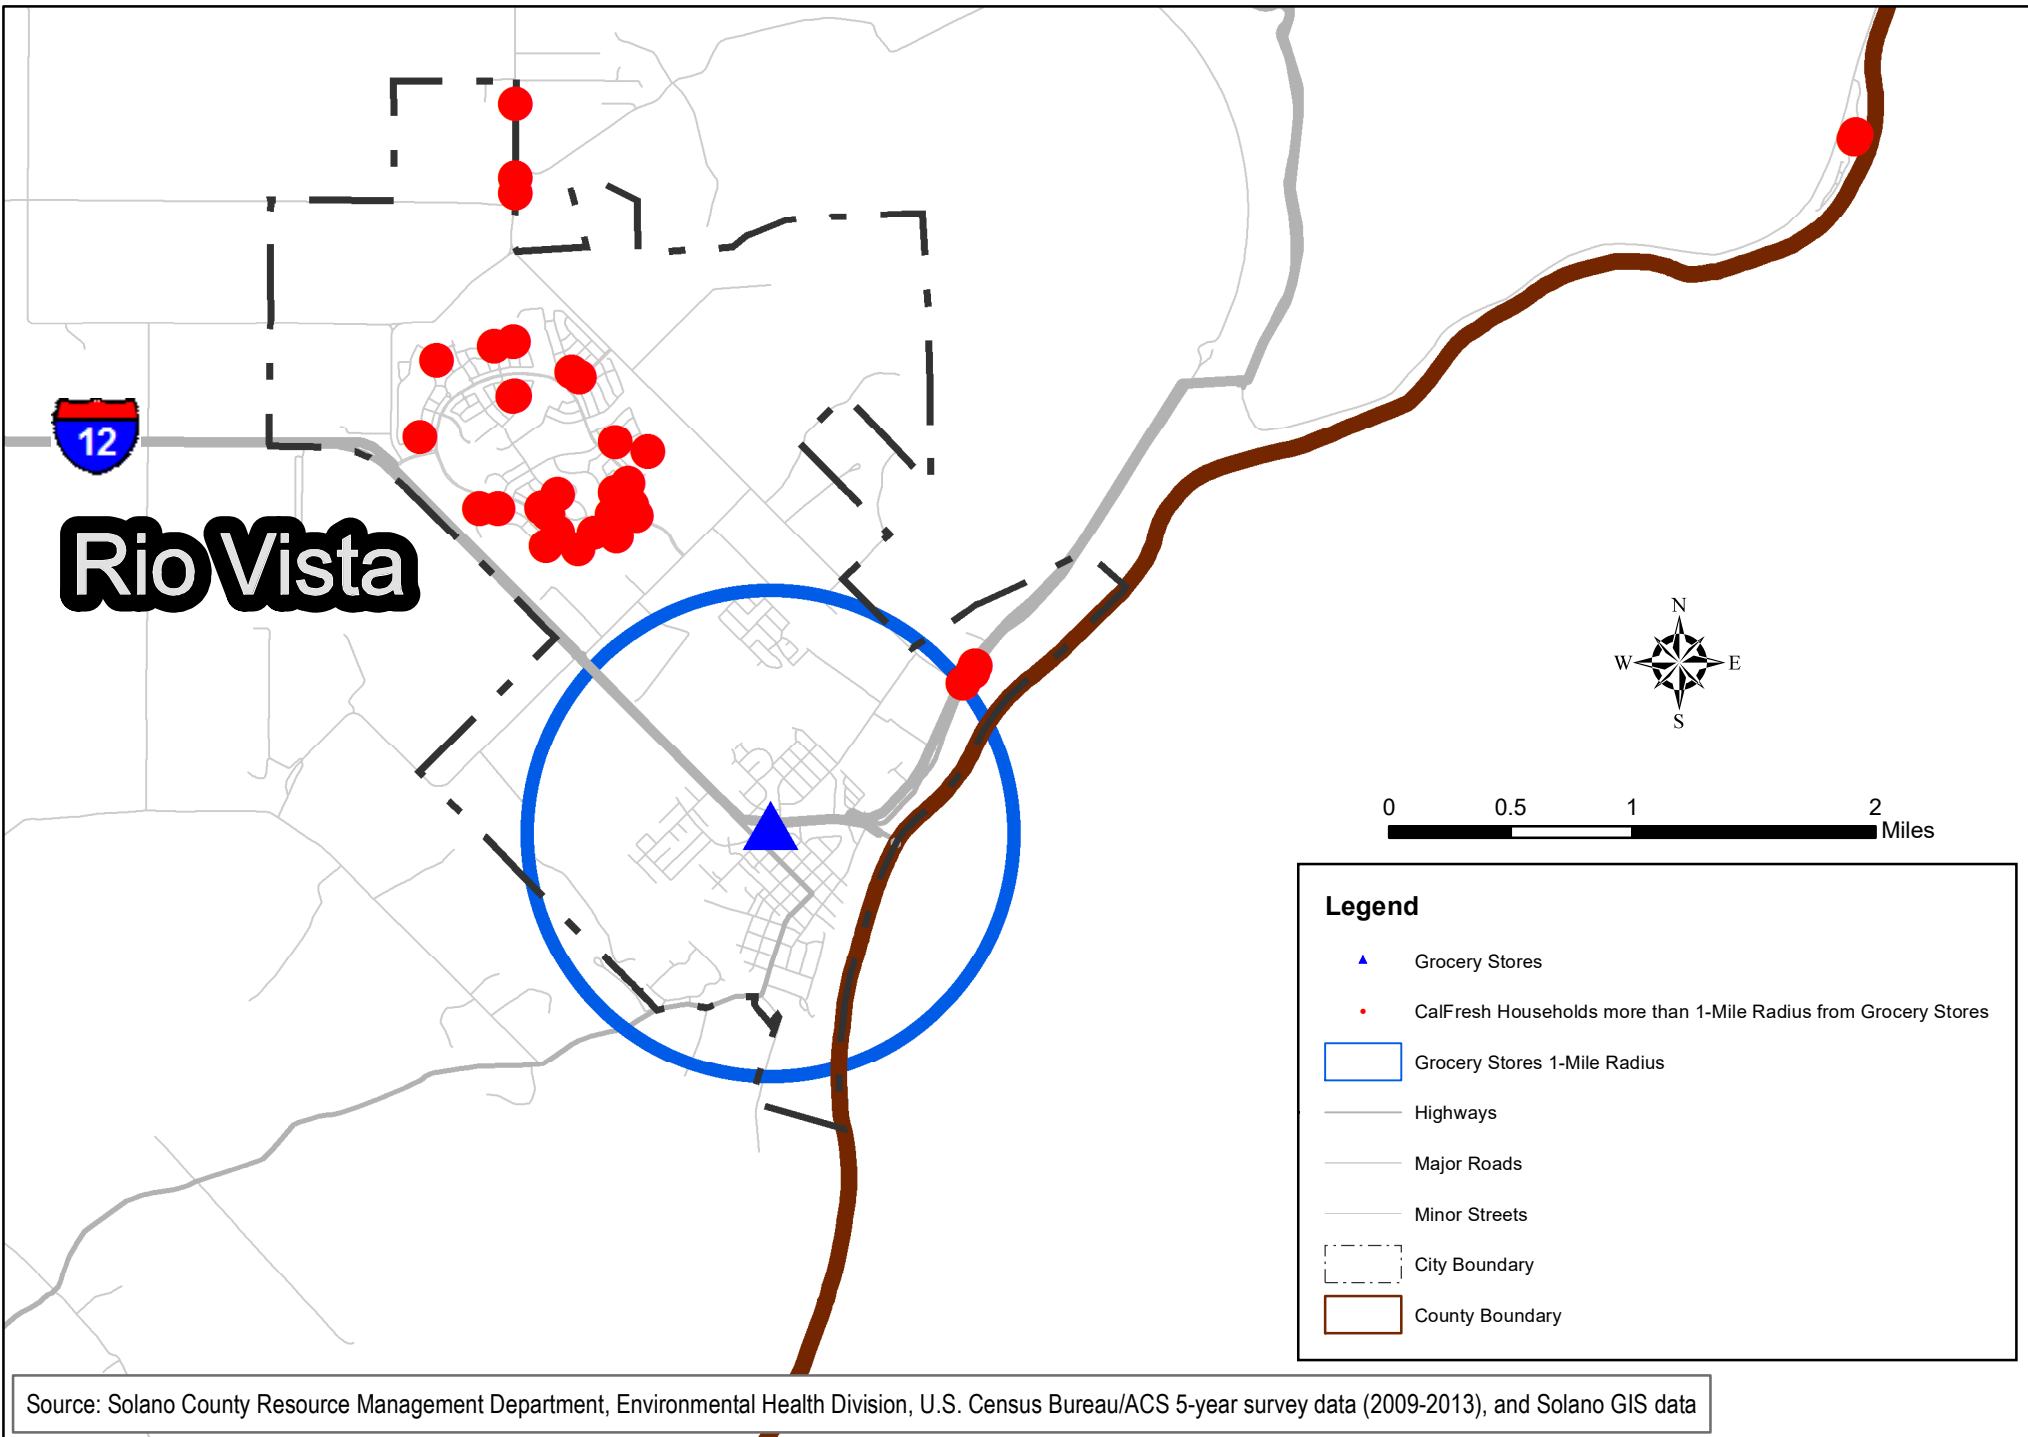 12
Rio Vista
N
W E
S
0 0.5 1 2
Miles
Legend
Grocery Stores
CalFresh Households more than 1-Mile Radius from Grocery Stores
Grocery Stores 1-Mile Radius
Highways
Major Roads
Minor Streets
City Boundary
County Boundary
Source: Solano County Resource Management Department, Environmental Health Division, U.S. Census Bureau/ACS 5-year survey data (2009-2013), and Solano GIS data